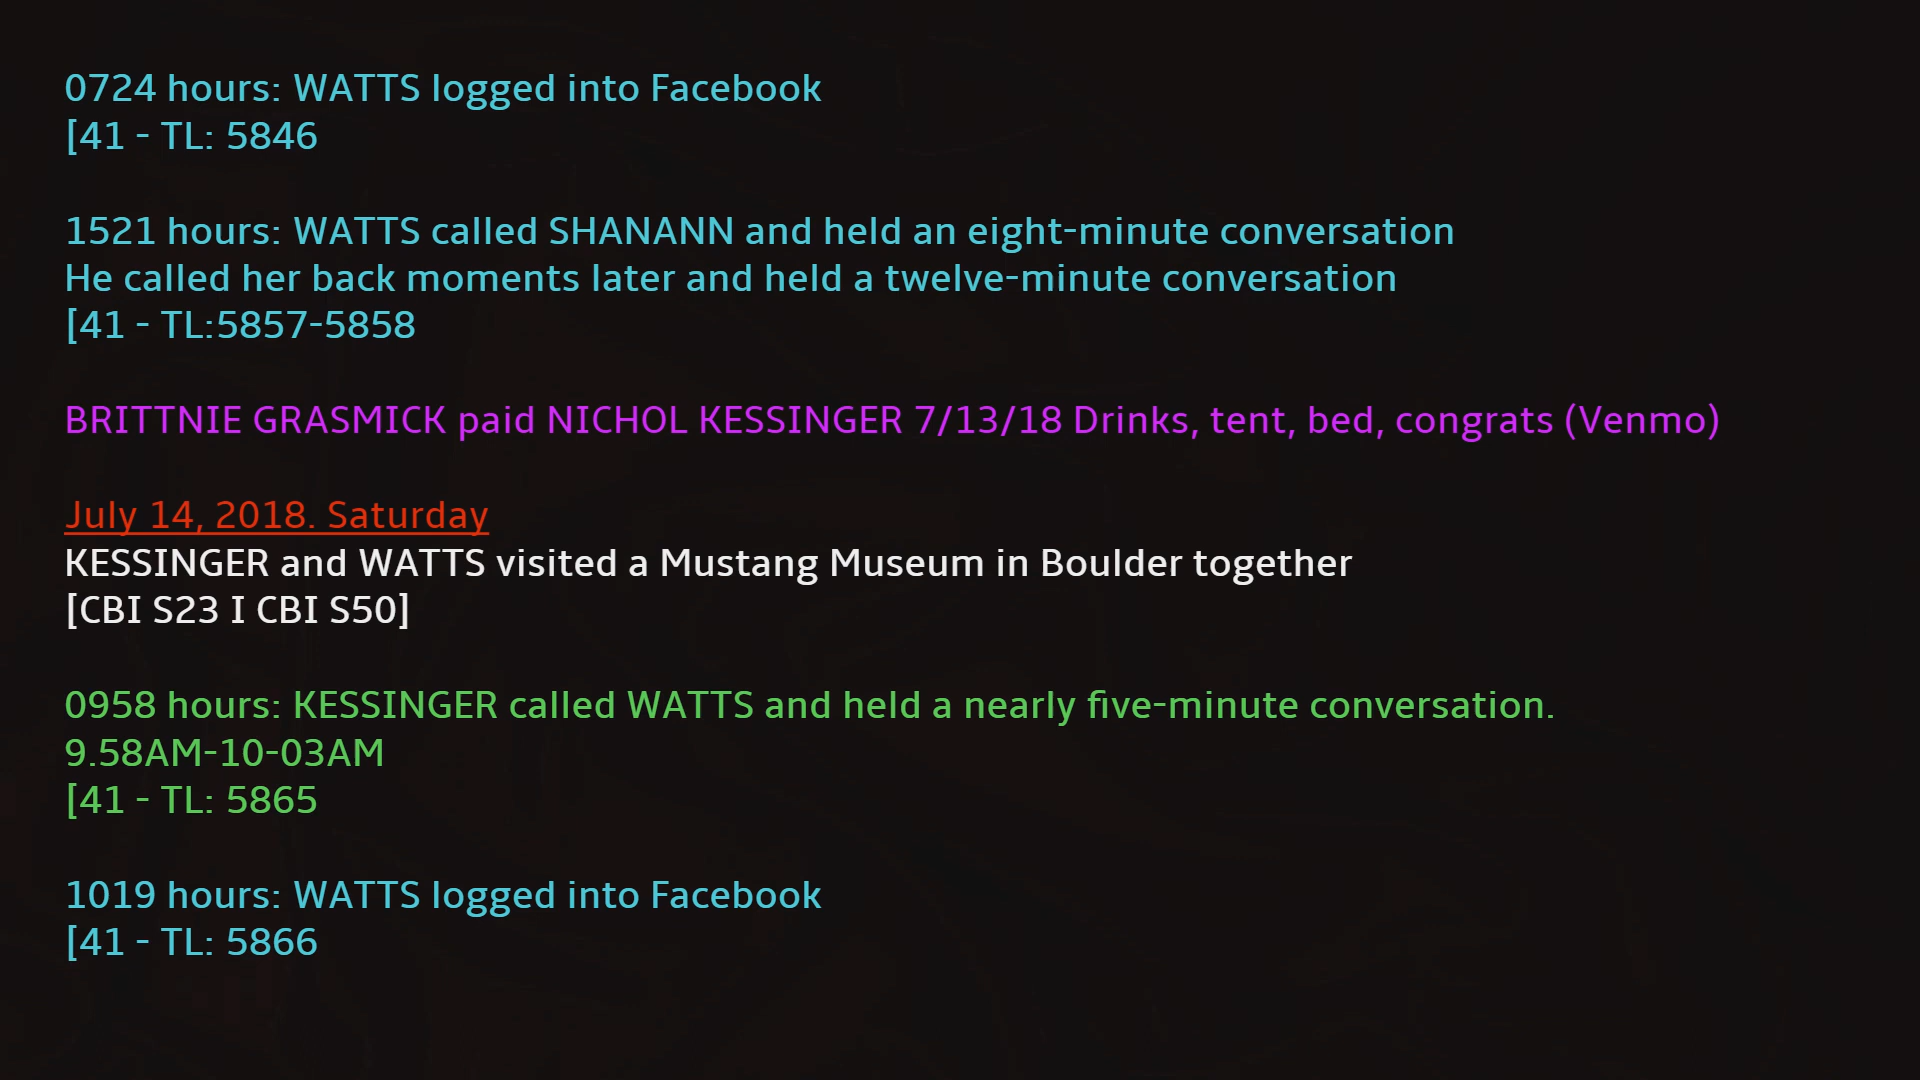 0724 hours: WATTS logged into Facebook
[41 - TL: 5846
1521 hours: WATTS called SHANANN and held an eight-minute conversation
He called her back moments later and held a twelve-minute conversation
[41 - TL:5857-5858
BRITTNIE GRASMICK paid NICHOL KESSINGER 7/13/18 Drinks, tent, bed, congrats (Venmo)
July 14, 2018. Saturday
KESSINGER and WATTS visited a Mustang Museum in Boulder together
[CBI S23 I CBI S50]
0958 hours: KESSINGER called WATTS and held a nearly five-minute conversation.
9.58AM-10-03AM
[41 - TL: 5865
1019 hours: WATTS logged into Facebook
[41 - TL: 5866